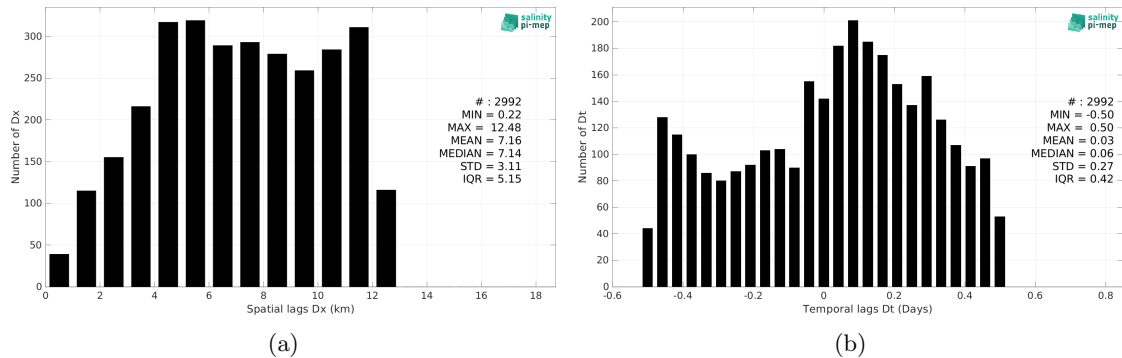 salinity
pi-mep
300
250
200
150
100
50
0
Number of Dx
# : 2992
MIN = 0.22
MAX = 12.48
MEAN = 7.16
MEDIAN = 7.14
STD = 3.11
IQR = 5.15
0 2 4 6 8 10 12 14 16 18
Spatial lags Dx (km)
(a)
salinity
pi-mep
200
180
160
140
120
100
80
60
40
20
0
Number of Dt
# : 2992
MIN = -0.50
MAX = 0.50
MEAN = 0.03
MEDIAN = 0.06
STD = 0.27
IQR = 0.42
-0.6 -0.4 -0.2 0 0.2 0.4 0.6 0.8
Temporal lags Dt (Days)
(b)